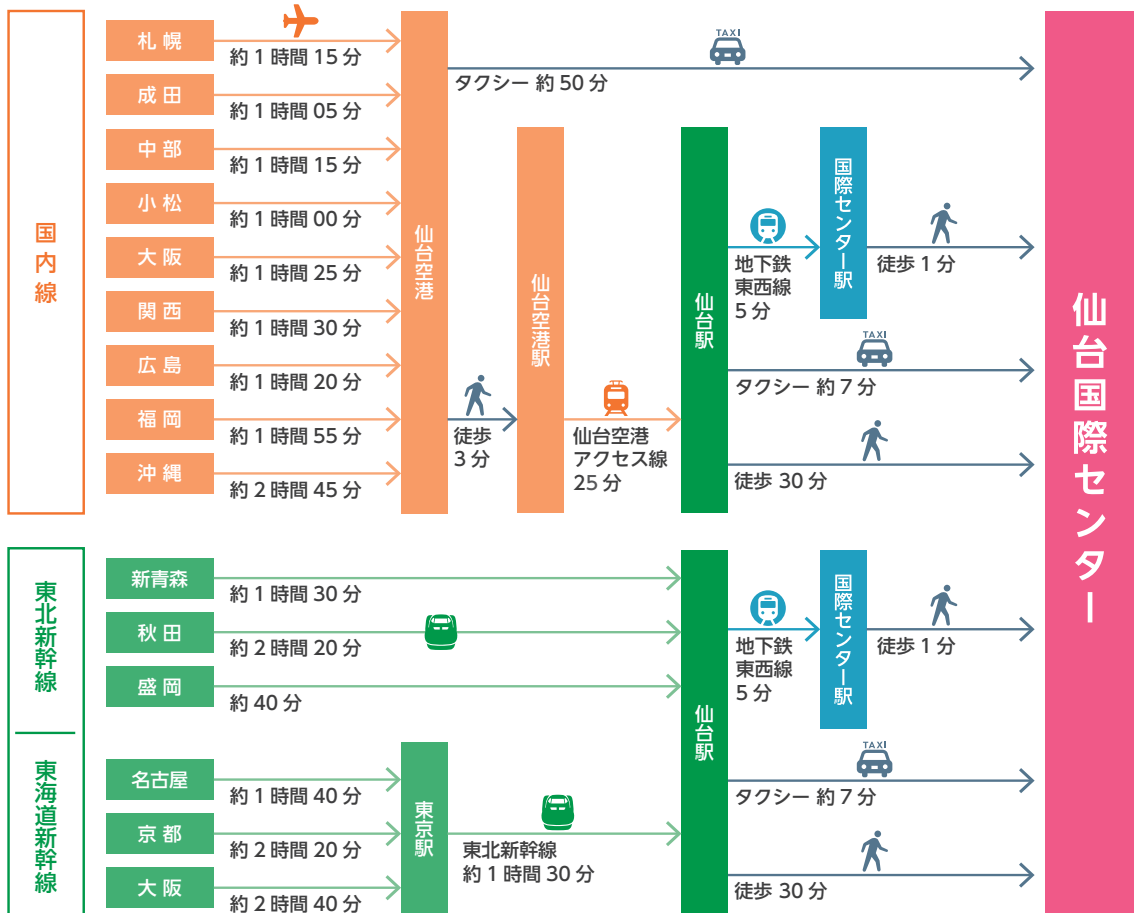 国内線
札幌
約1時間15分
成田
約1時間05分
中部
約1時間15分
小松
約1時間00分
大阪
約1時間25分
関西
約1時間30分
広島
約1時間20分
福岡
約1時間55分
沖縄
約2時間45分
仙台空港
TAXI
タクシー 約50分
徒歩
3分
仙台空港駅
仙台空港
アクセス線
25分
仙台駅
地下鉄
東西線
5分
国際センター駅
徒歩1分
TAXI
タクシー 約7分
徒歩30分
仙台国際センター
東北新幹線
新青森
約1時間30分
秋田
約2時間20分
盛岡
約40分
東海道新幹線
名古屋
約1時間40分
京都
約2時間20分
大阪
約2時間40分
東京駅
東北新幹線
約1時間30分
仙台駅
地下鉄
東西線
5分
国際センター駅
徒歩1分
TAXI
タクシー 約7分
徒歩30分